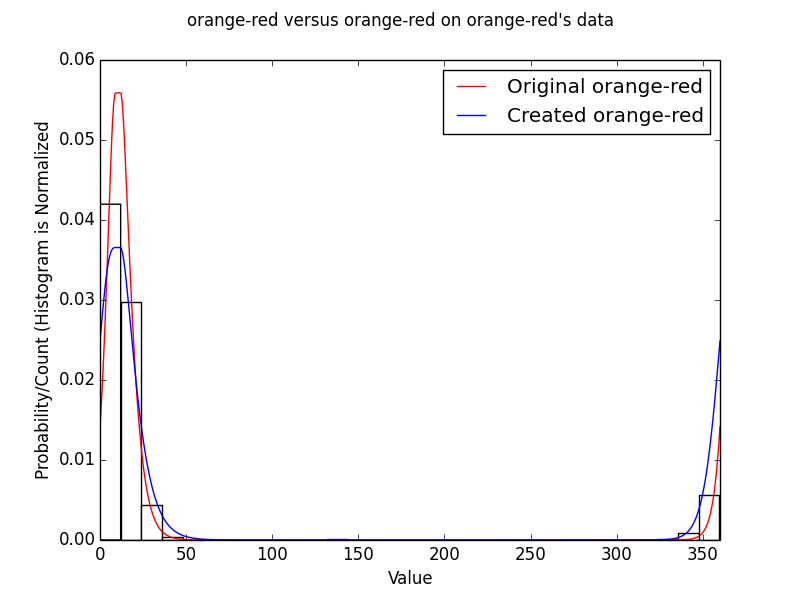 orange-red versus orange-red on orange-red's data
Original orange-red
Created orange-red
Probability/Count (Histogram is Normalized
0.06
0.05
0.04
0.03
0.02
0.01
0.00
0 50 100 150 200 250 300 350
Value